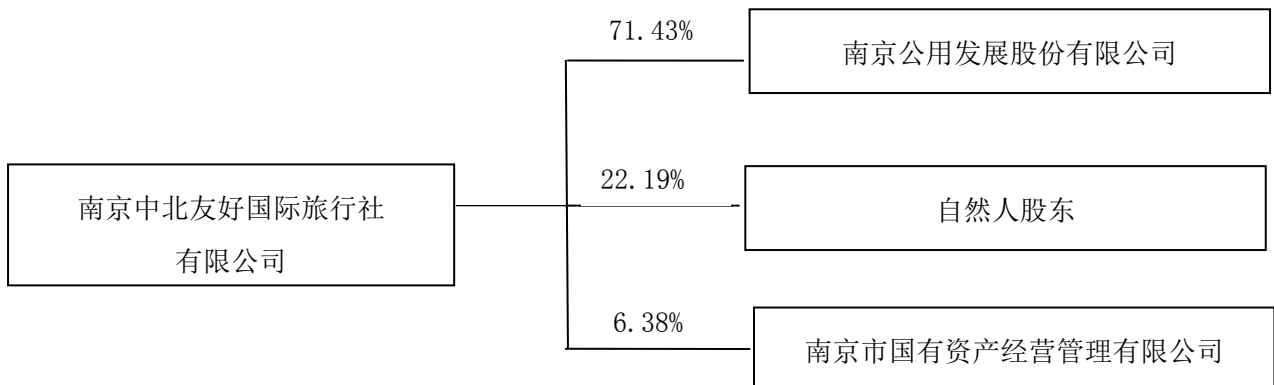 71.43%
南京公用发展股份有限公司
南京中北友好国际旅行社
有限公司
22.19%
自然人股东
6.38%
南京市国有资产经营管理有限公司